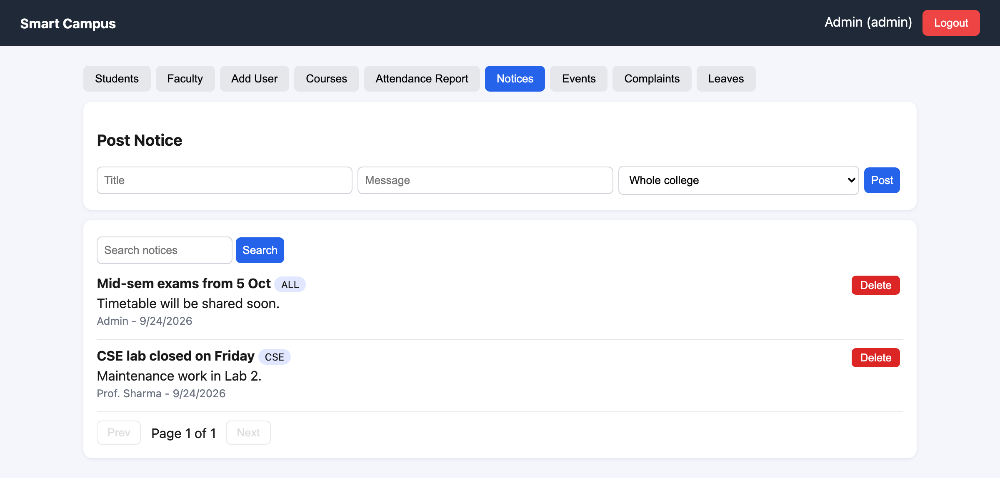 Smart Campus
Admin (admin) Logout
Students Faculty Add User Courses Attendance Report Notices Events Complaints Leaves
Post Notice
Title Message Whole college Post
Search notices Search
Mid-sem exams from 5 Oct ALL Delete
Timetable will be shared soon.
Admin - 9/24/2026
CSE lab closed on Friday CSE Delete
Maintenance work in Lab 2.
Prof. Sharma - 9/24/2026
Prev Page 1 of 1 Next